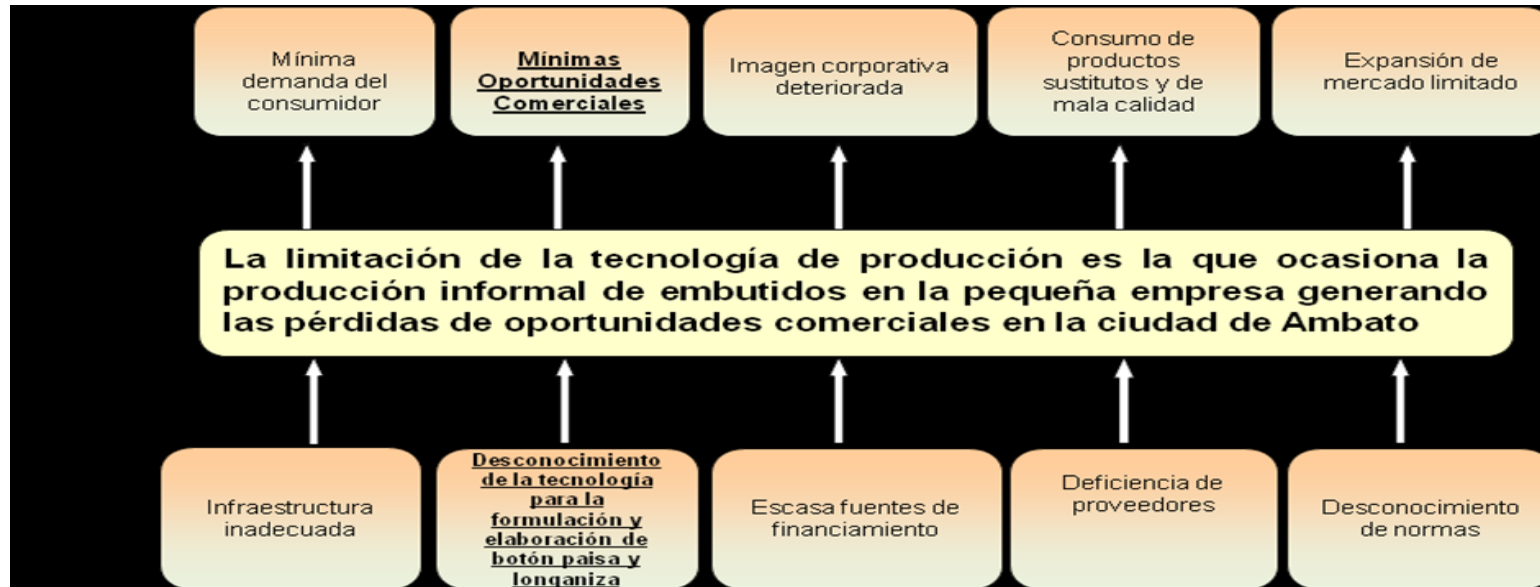 Mínima
demanda del
consumidor
Mínimas
Oportunidades
Comerciales
Imagen corporativa
deteriorada
Consumo de
productos
sustitutos y de
mala calidad
Expansión de
mercado limitado
La limitación de la tecnología de producción es la que ocasiona la
producción informal de embutidos en la pequeña empresa generando
las pérdidas de oportunidades comerciales en la ciudad de Ambato
Infraestructura
inadecuada
Desconocimiento
de la tecnología
para la
formulación y
elaboración de
botón paisa y
longaniza
Escasa fuentes de
financiamiento
Deficiencia de
proveedores
Desconocimiento
de normas